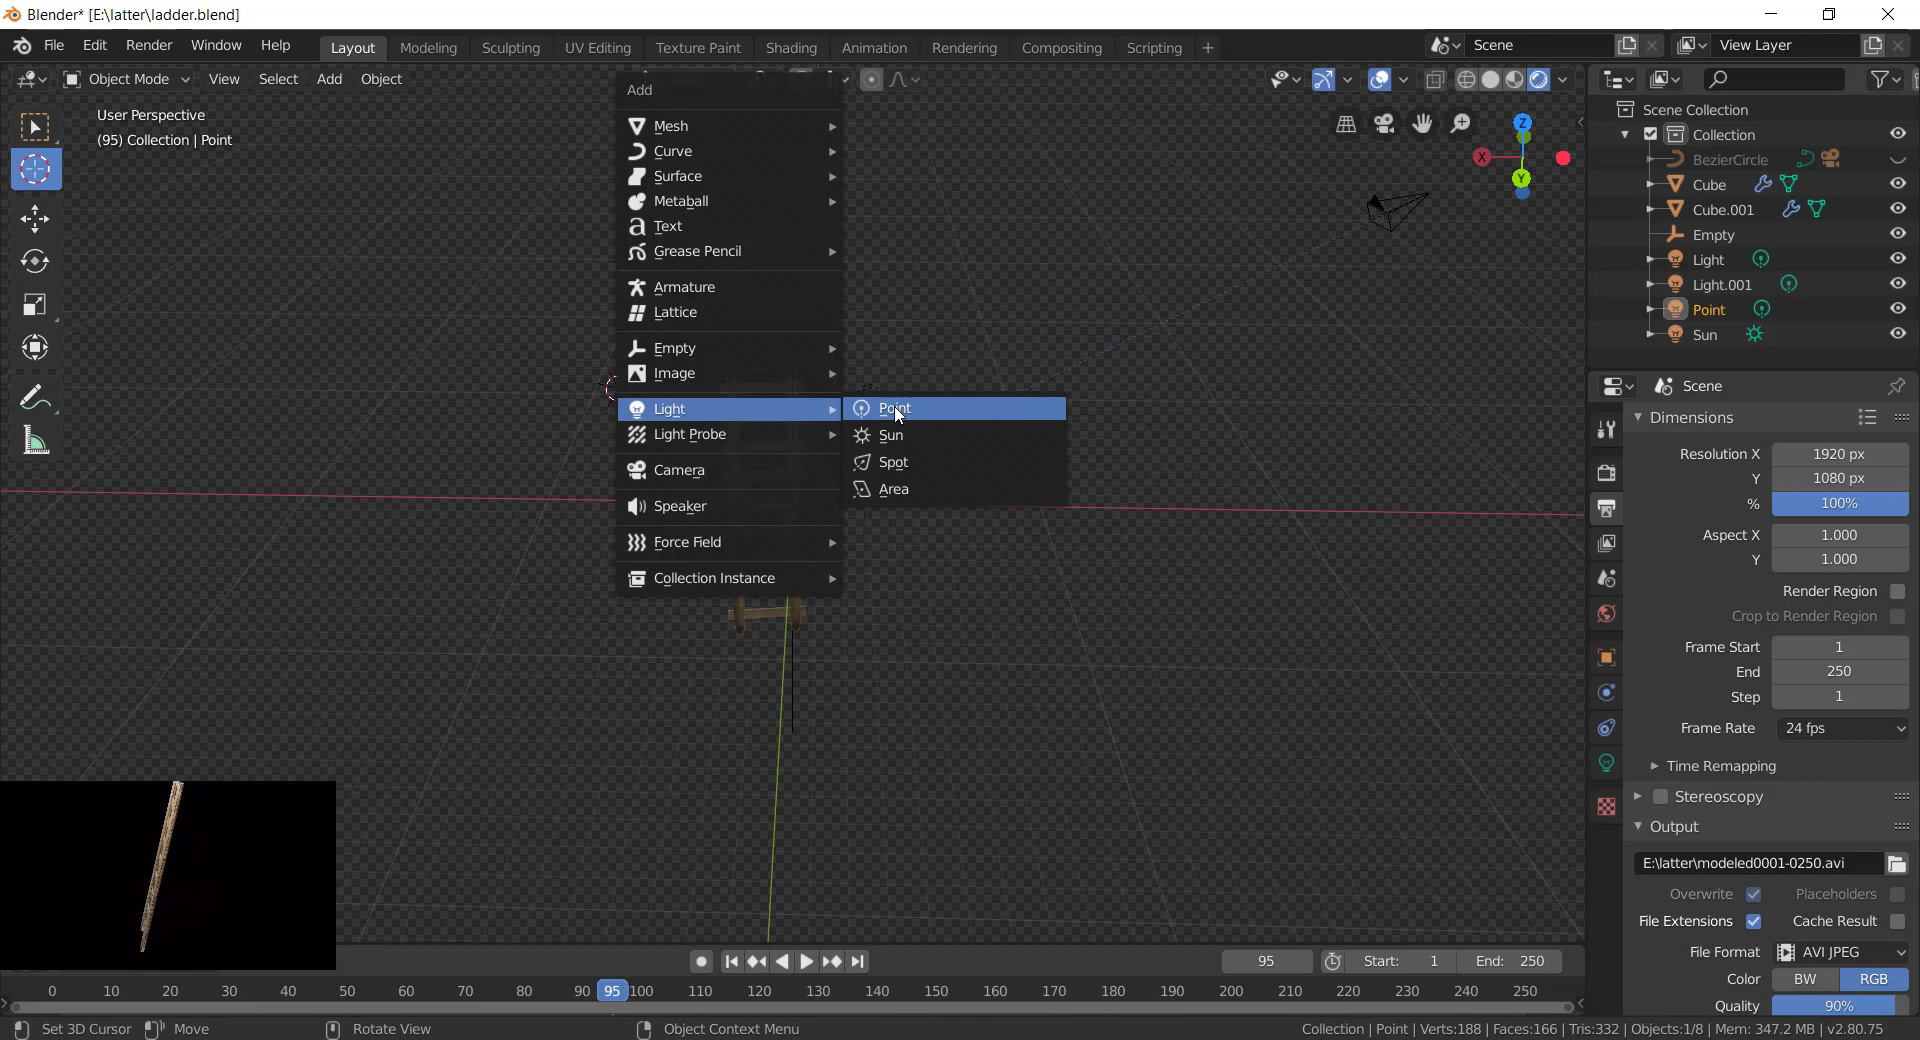 Blender* [E:\latter\ladder.blend]
File Edit Render Window Help Layout Modeling Sculpting UV Editing Texture Paint Shading Animation Rendering Compositing Scripting + Scene View Layer
Object Mode View Select Add Object
User Perspective
(95) Collection | Point
Add
Mesh
Curve
Surface
Metaball
Text
Grease Pencil
Armature
Lattice
Empty
Image
Light
Light Probe
Camera
Speaker
Force Field
Collection Instance
Point
Sun
Spot
Area
Z
X
Y
Scene Collection
Collection
BezierCircle
Cube
Cube.001
Empty
Light
Light.001
Point
Sun
Scene
Dimensions
Resolution X 1920 px
Y 1080 px
% 100%
Aspect X 1.000
Y 1.000
Render Region
Crop to Render Region
Frame Start 1
End 250
Step 1
Frame Rate 24 fps
Time Remapping
Stereoscopy
Output
E:\latter\modeled0001-0250.avi
Overwrite Placeholders
File Extensions Cache Result
File Format AVI JPEG
Color BW RGB
Quality 90%
95 Start: 1 End: 250
0 10 20 30 40 50 60 70 80 90 95 100 110 120 130 140 150 160 170 180 190 200 210 220 230 240 250
Set 3D Cursor Move Rotate View Object Context Menu Collection | Point | Verts:188 | Faces:166 | Tris:332 | Objects:1/8 | Mem: 347.2 MB | v2.80.75